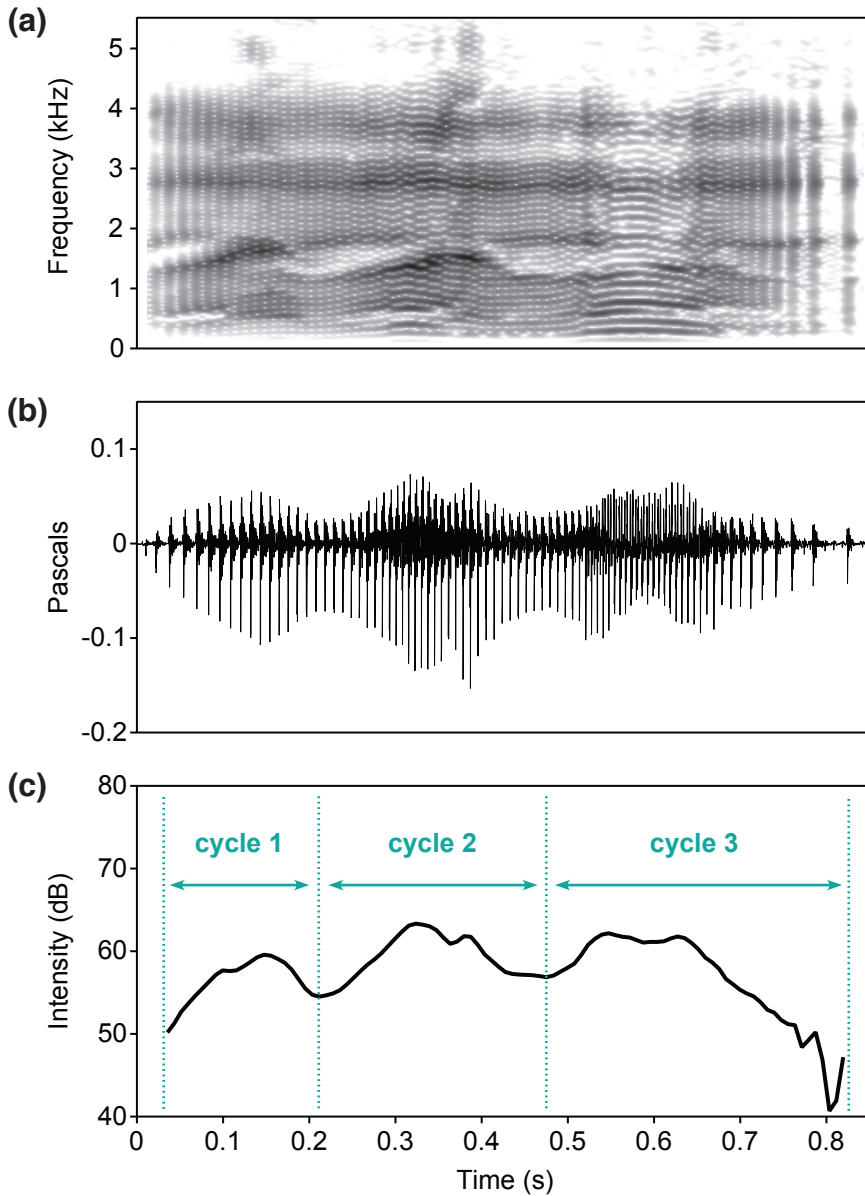 (a)
Frequency (kHz)
5
4
3
2
1
0
(b)
Pascals
0.1
0
-0.1
-0.2
(c)
Intensity (dB)
80
70
60
50
40
cycle 1 cycle 2 cycle 3
0 0.1 0.2 0.3 0.4 0.5 0.6 0.7 0.8
Time (s)